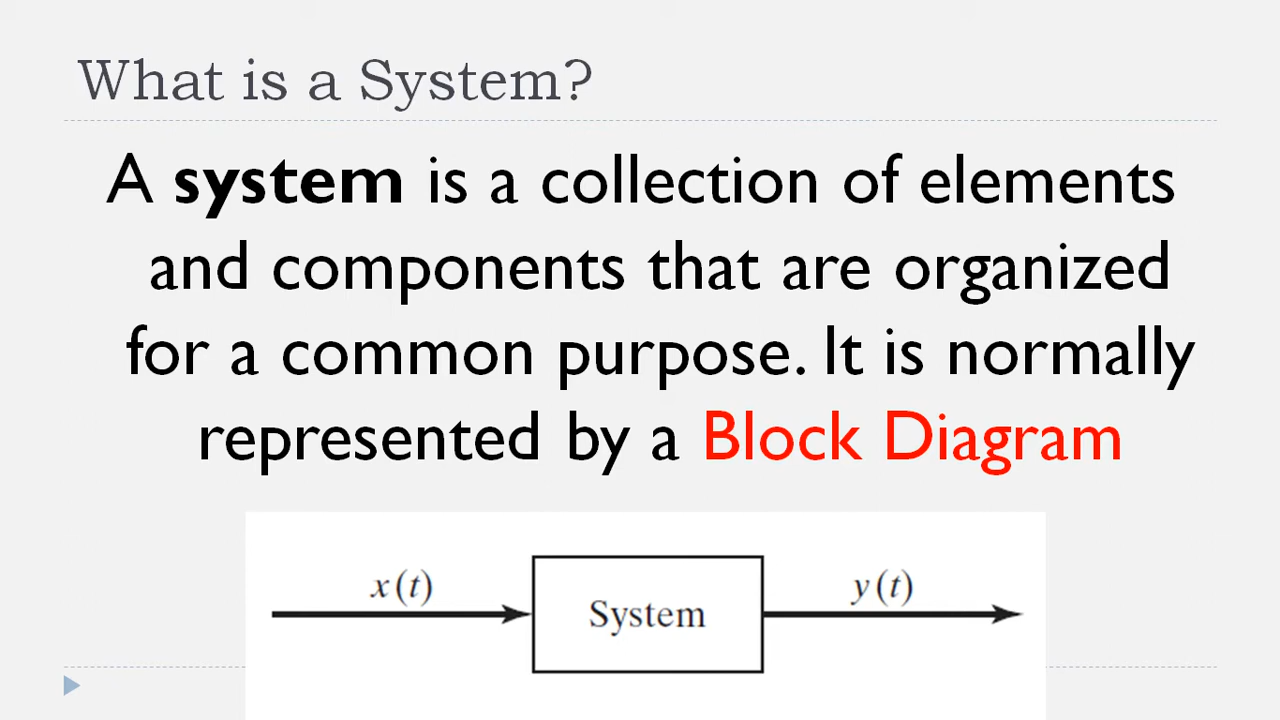 What is a System?
A system is a collection of elements
and components that are organized
for a common purpose. It is normally
represented by a Block Diagram
x(t)
System
y(t)